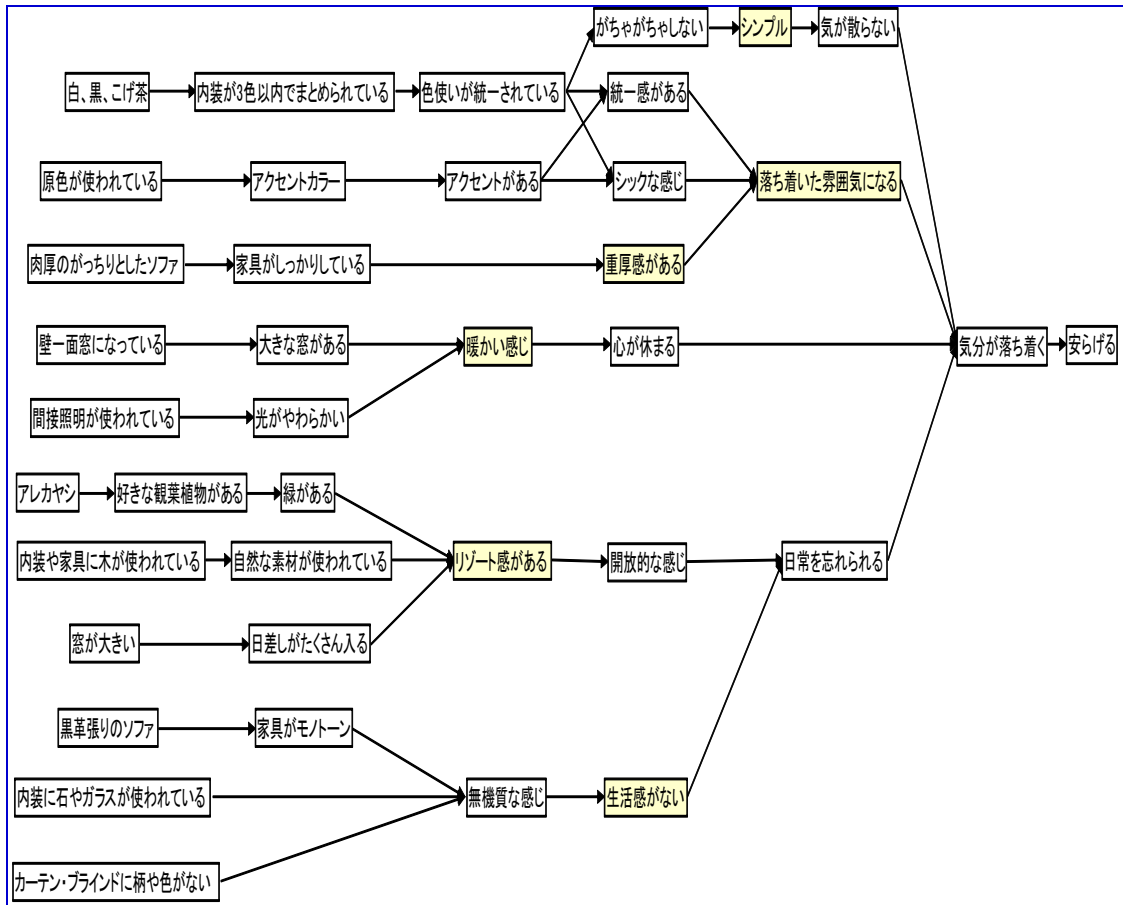 がちゃがちゃしない
シンプル
気が散らない
白、黒、こげ茶
内装が3色以内でまとめられている
色使いが統一されている
統一感がある
原色が使われている
アクセントカラー
アクセントがある
シックな感じ
落ち着いた雰囲気になる
肉厚のがっちりとしたソファ
家具がしっかりしている
重厚感がある
壁一面窓になっている
大きな窓がある
暖かい感じ
心が休まる
気分が落ち着く
安らげる
間接照明が使われている
光がやわらかい
アレカヤシ
好きな観葉植物がある
緑がある
内装や家具に木が使われている
自然な素材が使われている
リゾート感がある
開放的な感じ
日常を忘れられる
窓が大きい
日差しがたくさん入る
黒革張りのソファ
家具がモノトーン
内装に石やガラスが使われている
無機質な感じ
生活感がない
カーテン・ブラインドに柄や色がない